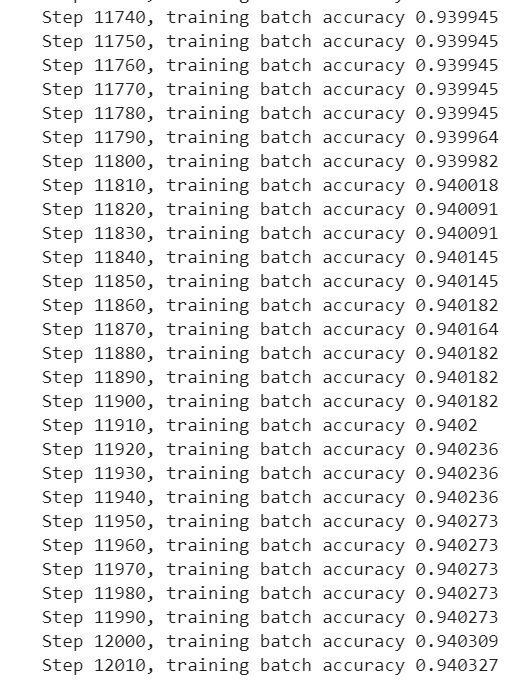 Step 11740, training batch accuracy 0.939945
Step 11750, training batch accuracy 0.939945
Step 11760, training batch accuracy 0.939945
Step 11770, training batch accuracy 0.939945
Step 11780, training batch accuracy 0.939945
Step 11790, training batch accuracy 0.939964
Step 11800, training batch accuracy 0.939982
Step 11810, training batch accuracy 0.940018
Step 11820, training batch accuracy 0.940091
Step 11830, training batch accuracy 0.940091
Step 11840, training batch accuracy 0.940145
Step 11850, training batch accuracy 0.940145
Step 11860, training batch accuracy 0.940182
Step 11870, training batch accuracy 0.940164
Step 11880, training batch accuracy 0.940182
Step 11890, training batch accuracy 0.940182
Step 11900, training batch accuracy 0.940182
Step 11910, training batch accuracy 0.9402
Step 11920, training batch accuracy 0.940236
Step 11930, training batch accuracy 0.940236
Step 11940, training batch accuracy 0.940236
Step 11950, training batch accuracy 0.940273
Step 11960, training batch accuracy 0.940273
Step 11970, training batch accuracy 0.940273
Step 11980, training batch accuracy 0.940273
Step 11990, training batch accuracy 0.940273
Step 12000, training batch accuracy 0.940309
Step 12010, training batch accuracy 0.940327